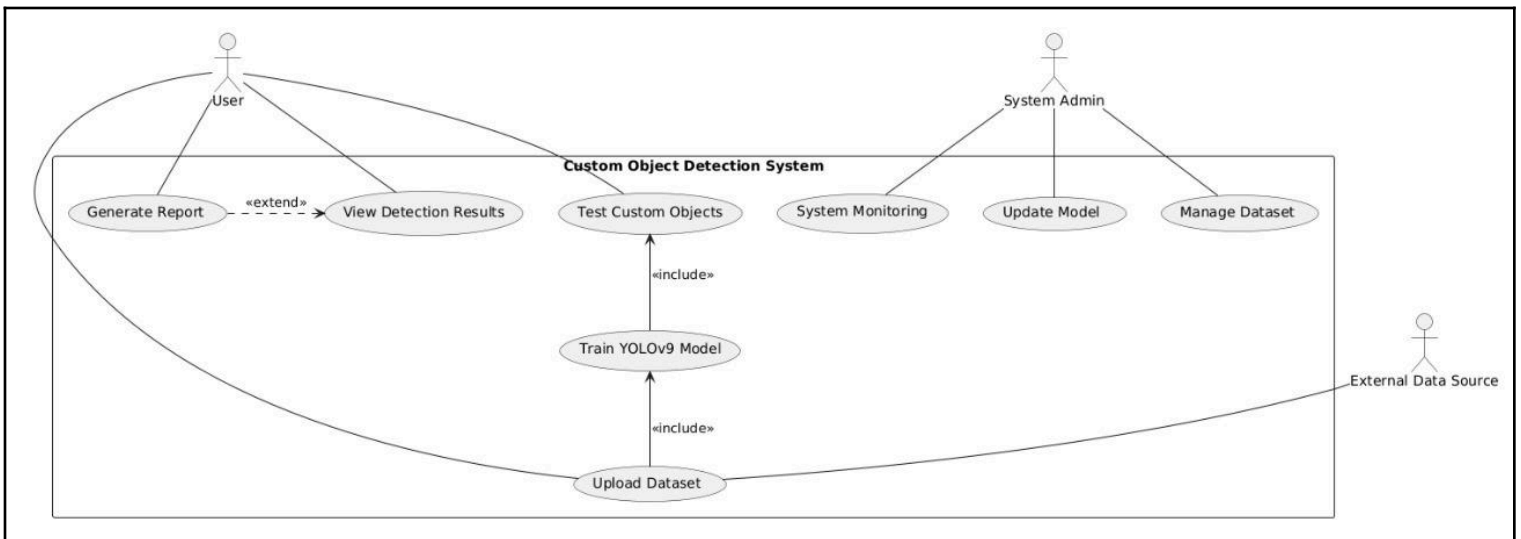 User
System Admin
Custom Object Detection System
Generate Report
«extend»
View Detection Results
Test Custom Objects
System Monitoring
Update Model
Manage Dataset
«include»
Train YOLOv9 Model
External Data Source
«include»
Upload Dataset